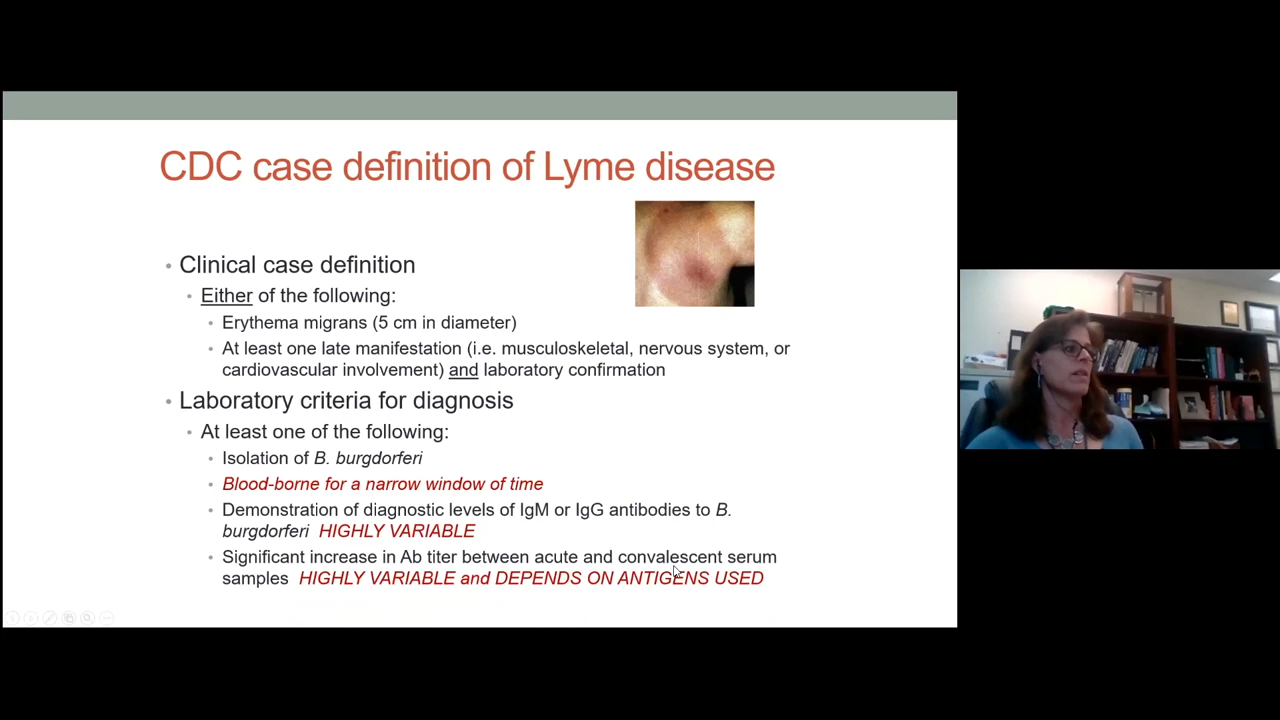 CDC case definition of Lyme disease
• Clinical case definition
• Either of the following:
• Erythema migrans (5 cm in diameter)
• At least one late manifestation (i.e. musculoskeletal, nervous system, or
cardiovascular involvement) and laboratory confirmation
• Laboratory criteria for diagnosis
• At least one of the following:
• Isolation of B. burgdorferi
• Blood-borne for a narrow window of time
• Demonstration of diagnostic levels of IgM or IgG antibodies to B.
burgdorferi HIGHLY VARIABLE
• Significant increase in Ab titer between acute and convalescent serum
samples HIGHLY VARIABLE and DEPENDS ON ANTIGENS USED